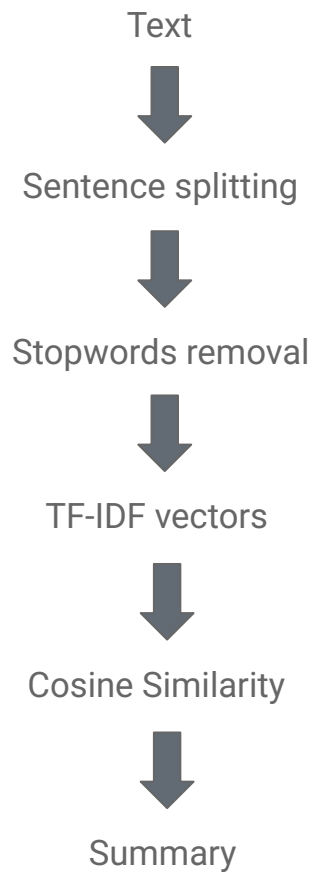 Text
Sentence splitting
Stopwords removal
TF-IDF vectors
Cosine Similarity
Summary